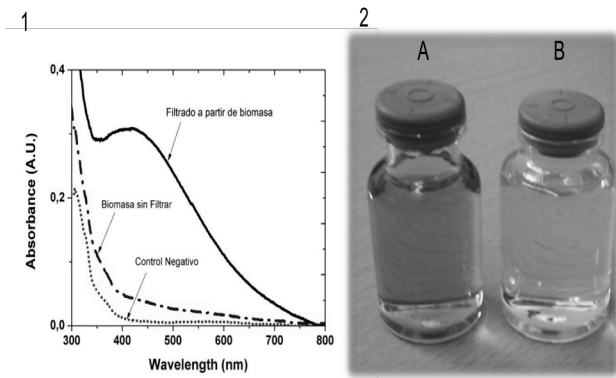 1
2
A
B
0,4
0,2
0,0
Absorbance (A.U.)
Filtrado a partir de biomasa
Biomasa sin Filtrar
Control Negativo
300 400 500 600 700 800
Wavelength (nm)